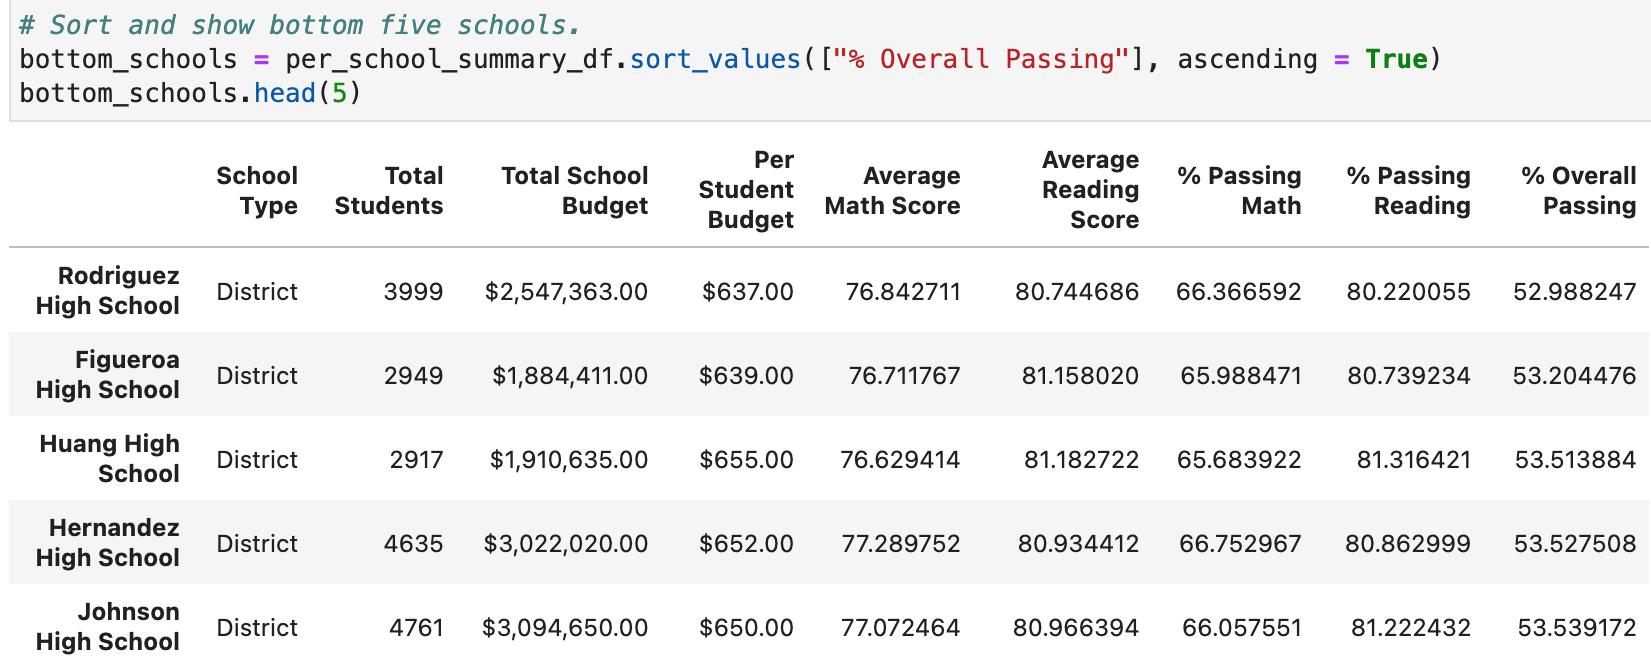 # Sort and show bottom five schools.
bottom_schools = per_school_summary_df.sort_values(["% Overall Passing"], ascending = True)
bottom_schools.head(5)
School Type Total Students Total School Budget Per Student Budget Average Math Score Average Reading Score % Passing Math % Passing Reading % Overall Passing
Rodriguez High School District 3999 $2,547,363.00 $637.00 76.842711 80.744686 66.366592 80.220055 52.988247
Figueroa High School District 2949 $1,884,411.00 $639.00 76.711767 81.158020 65.988471 80.739234 53.204476
Huang High School District 2917 $1,910,635.00 $655.00 76.629414 81.182722 65.683922 81.316421 53.513884
Hernandez High School District 4635 $3,022,020.00 $652.00 77.289752 80.934412 66.752967 80.862999 53.527508
Johnson High School District 4761 $3,094,650.00 $650.00 77.072464 80.966394 66.057551 81.222432 53.539172